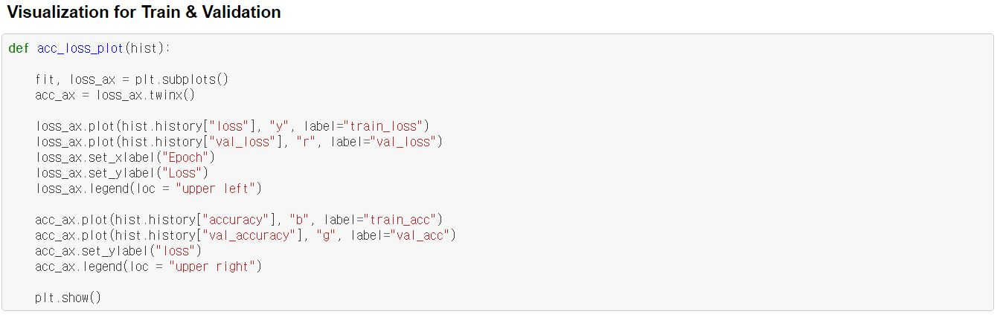 Visualization for Train & Validation
def acc_loss_plot(hist):
fit, loss_ax = plt.subplots()
acc_ax = loss_ax.twinx()
loss_ax.plot(hist.history["loss"], "y", label="train_loss")
loss_ax.plot(hist.history["val_loss"], "r", label="val_loss")
loss_ax.set_xlabel("Epoch")
loss_ax.set_ylabel("Loss")
loss_ax.legend(loc = "upper left")
acc_ax.plot(hist.history["accuracy"], "b", label="train_acc")
acc_ax.plot(hist.history["val_accuracy"], "g", label="val_acc")
acc_ax.set_ylabel("loss")
acc_ax.legend(loc = "upper right")
plt.show()